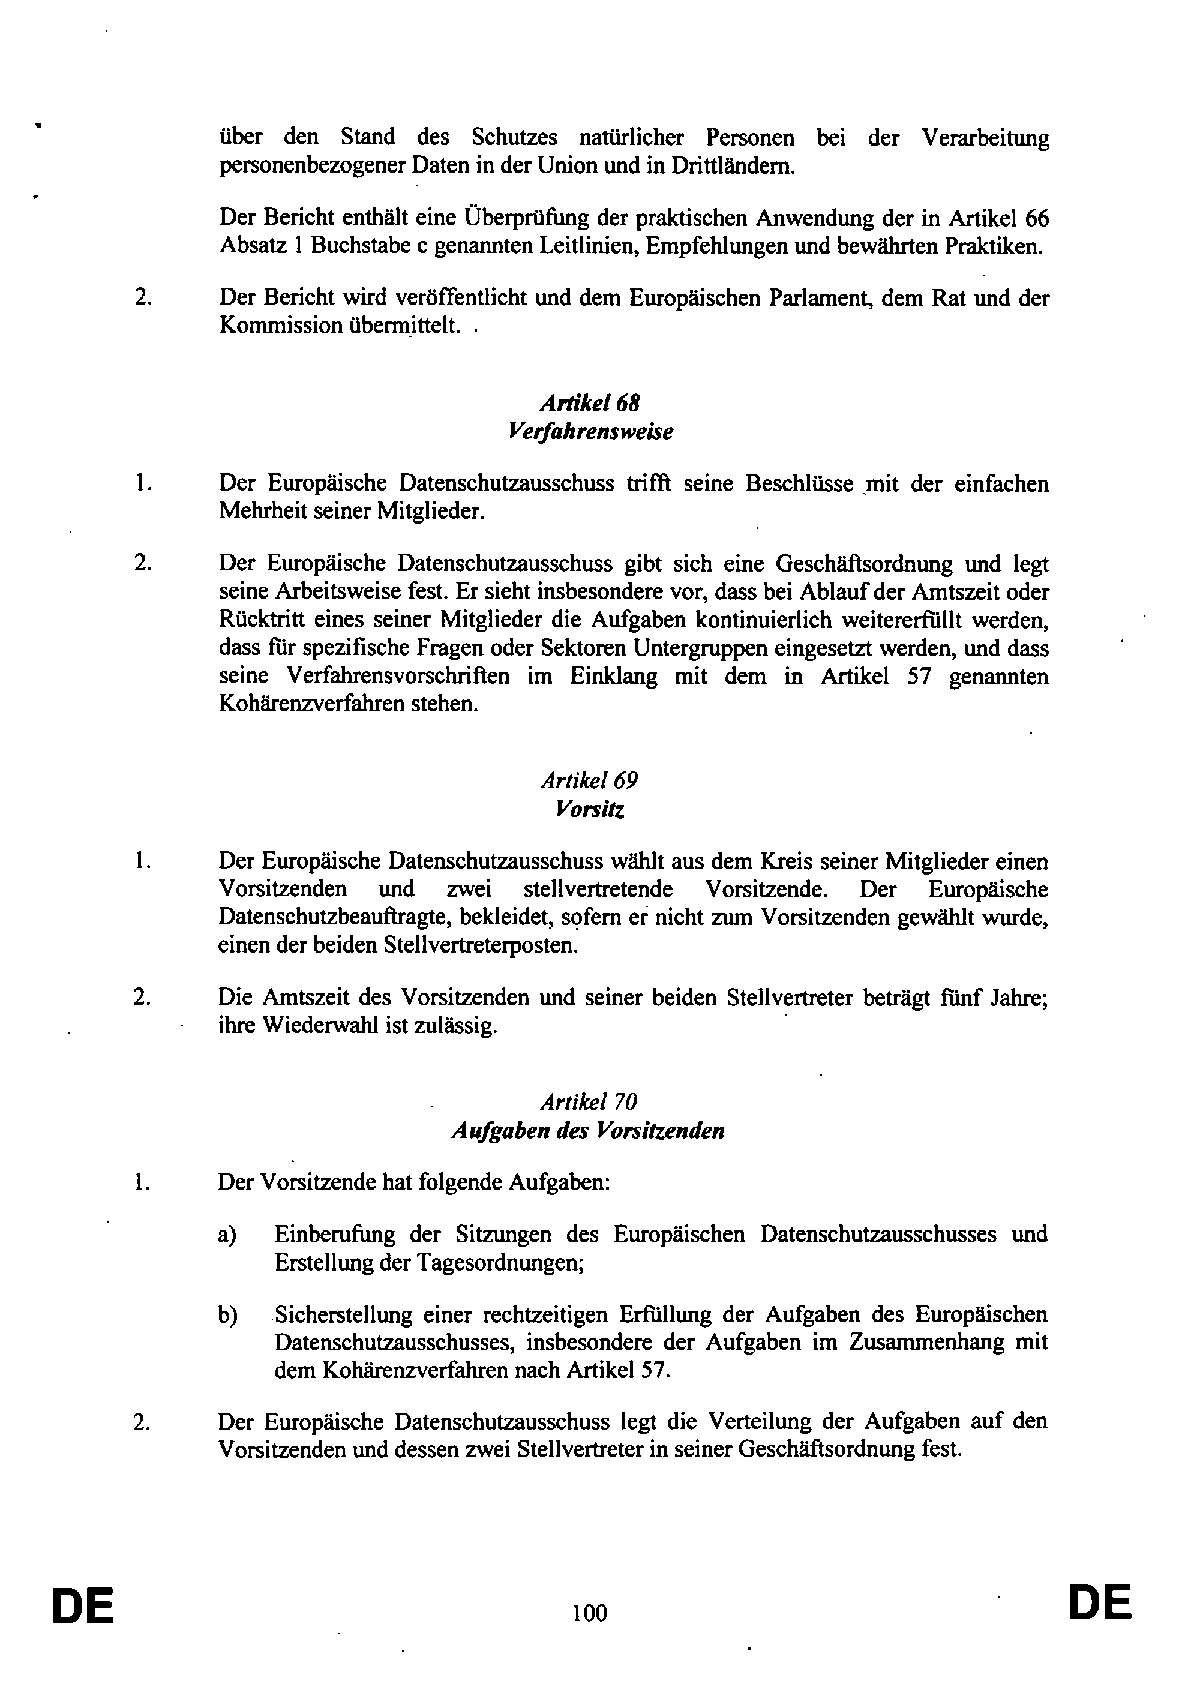 über den Stand des Schutzes natürlicher Personen bei der Verarbeitung
personenbezogener Daten in der Union und in Drittländern.
Der Bericht enthält eine Überprüfung der praktischen Anwendung der in Artikel 66
Absatz 1 Buchstabe c genannten Leitlinien, Empfehlungen und bewährten Praktiken.
2. Der Bericht wird veröffentlicht und dem Europäischen Parlament, dem Rat und der
Kommission übermittelt.
Artikel 68
Verfahrensweise
1. Der Europäische Datenschutzausschuss trifft seine Beschlüsse mit der einfachen
Mehrheit seiner Mitglieder.
2. Der Europäische Datenschutzausschuss gibt sich eine Geschäftsordnung und legt
seine Arbeitsweise fest. Er sieht insbesondere vor, dass bei Ablauf der Amtszeit oder
Rücktritt eines seiner Mitglieder die Aufgaben kontinuierlich weitererfüllt werden,
dass für spezifische Fragen oder Sektoren Untergruppen eingesetzt werden, und dass
seine Verfahrensvorschriften im Einklang mit dem in Artikel 57 genannten
Kohärenzverfahren stehen.
Artikel 69
Vorsitz
1. Der Europäische Datenschutzausschuss wählt aus dem Kreis seiner Mitglieder einen
Vorsitzenden und zwei stellvertretende Vorsitzende. Der Europäische
Datenschutzbeauftragte, bekleidet, sofern er nicht zum Vorsitzenden gewählt wurde,
einen der beiden Stellvertreterposten.
2. Die Amtszeit des Vorsitzenden und seiner beiden Stellvertreter beträgt fünf Jahre;
ihre Wiederwahl ist zulässig.
Artikel 70
Aufgaben des Vorsitzenden
1. Der Vorsitzende hat folgende Aufgaben:
a) Einberufung der Sitzungen des Europäischen Datenschutzausschusses und
Erstellung der Tagesordnungen;
b) Sicherstellung einer rechtzeitigen Erfüllung der Aufgaben des Europäischen
Datenschutzausschusses, insbesondere der Aufgaben im Zusammenhang mit
dem Kohärenzverfahren nach Artikel 57.
2. Der Europäische Datenschutzausschuss legt die Verteilung der Aufgaben auf den
Vorsitzenden und dessen zwei Stellvertreter in seiner Geschäftsordnung fest.
DE 100 DE